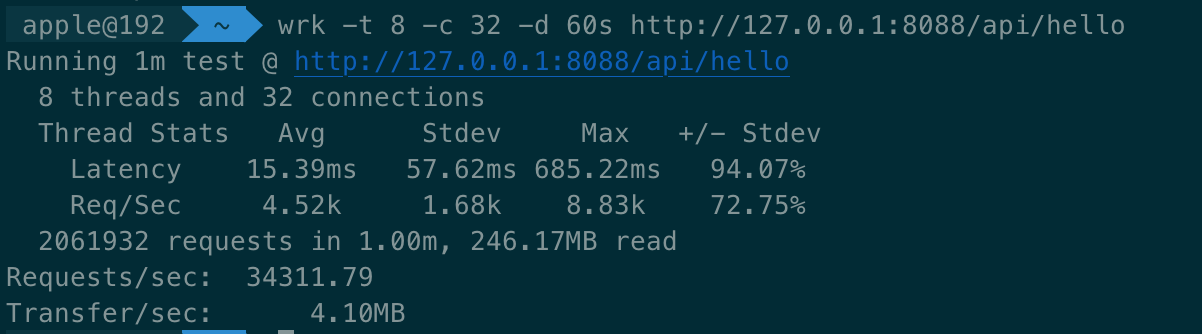 apple@192 ~ wrk -t 8 -c 32 -d 60s http://127.0.0.1:8088/api/hello
Running 1m test @ http://127.0.0.1:8088/api/hello
8 threads and 32 connections
Thread Stats Avg Stdev Max +/- Stdev
Latency 15.39ms 57.62ms 685.22ms 94.07%
Req/Sec 4.52k 1.68k 8.83k 72.75%
2061932 requests in 1.00m, 246.17MB read
Requests/sec: 34311.79
Transfer/sec: 4.10MB